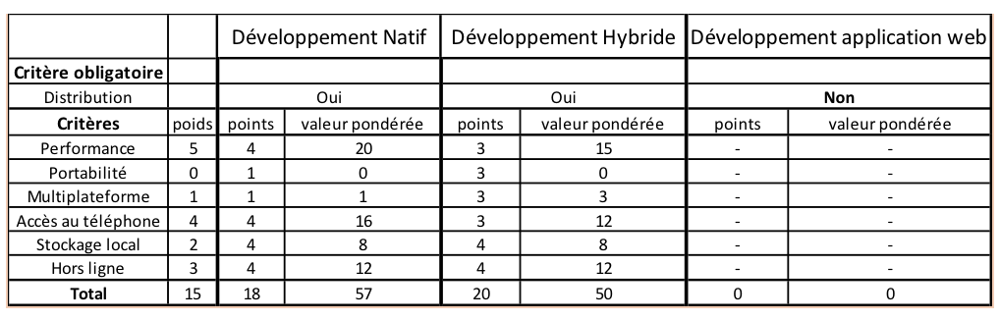 Développement Natif Développement Hybride Développement application web
Critère obligatoire
Distribution Oui Oui Non
Critères poids points valeur pondérée points valeur pondérée points valeur pondérée
Performance 5 4 20 3 15 - -
Portabilité 0 1 0 3 0 - -
Multiplateforme 1 1 1 3 3 - -
Accès au téléphone 4 4 16 3 12 - -
Stockage local 2 4 8 4 8 - -
Hors ligne 3 4 12 4 12 - -
Total 15 18 57 20 50 0 0